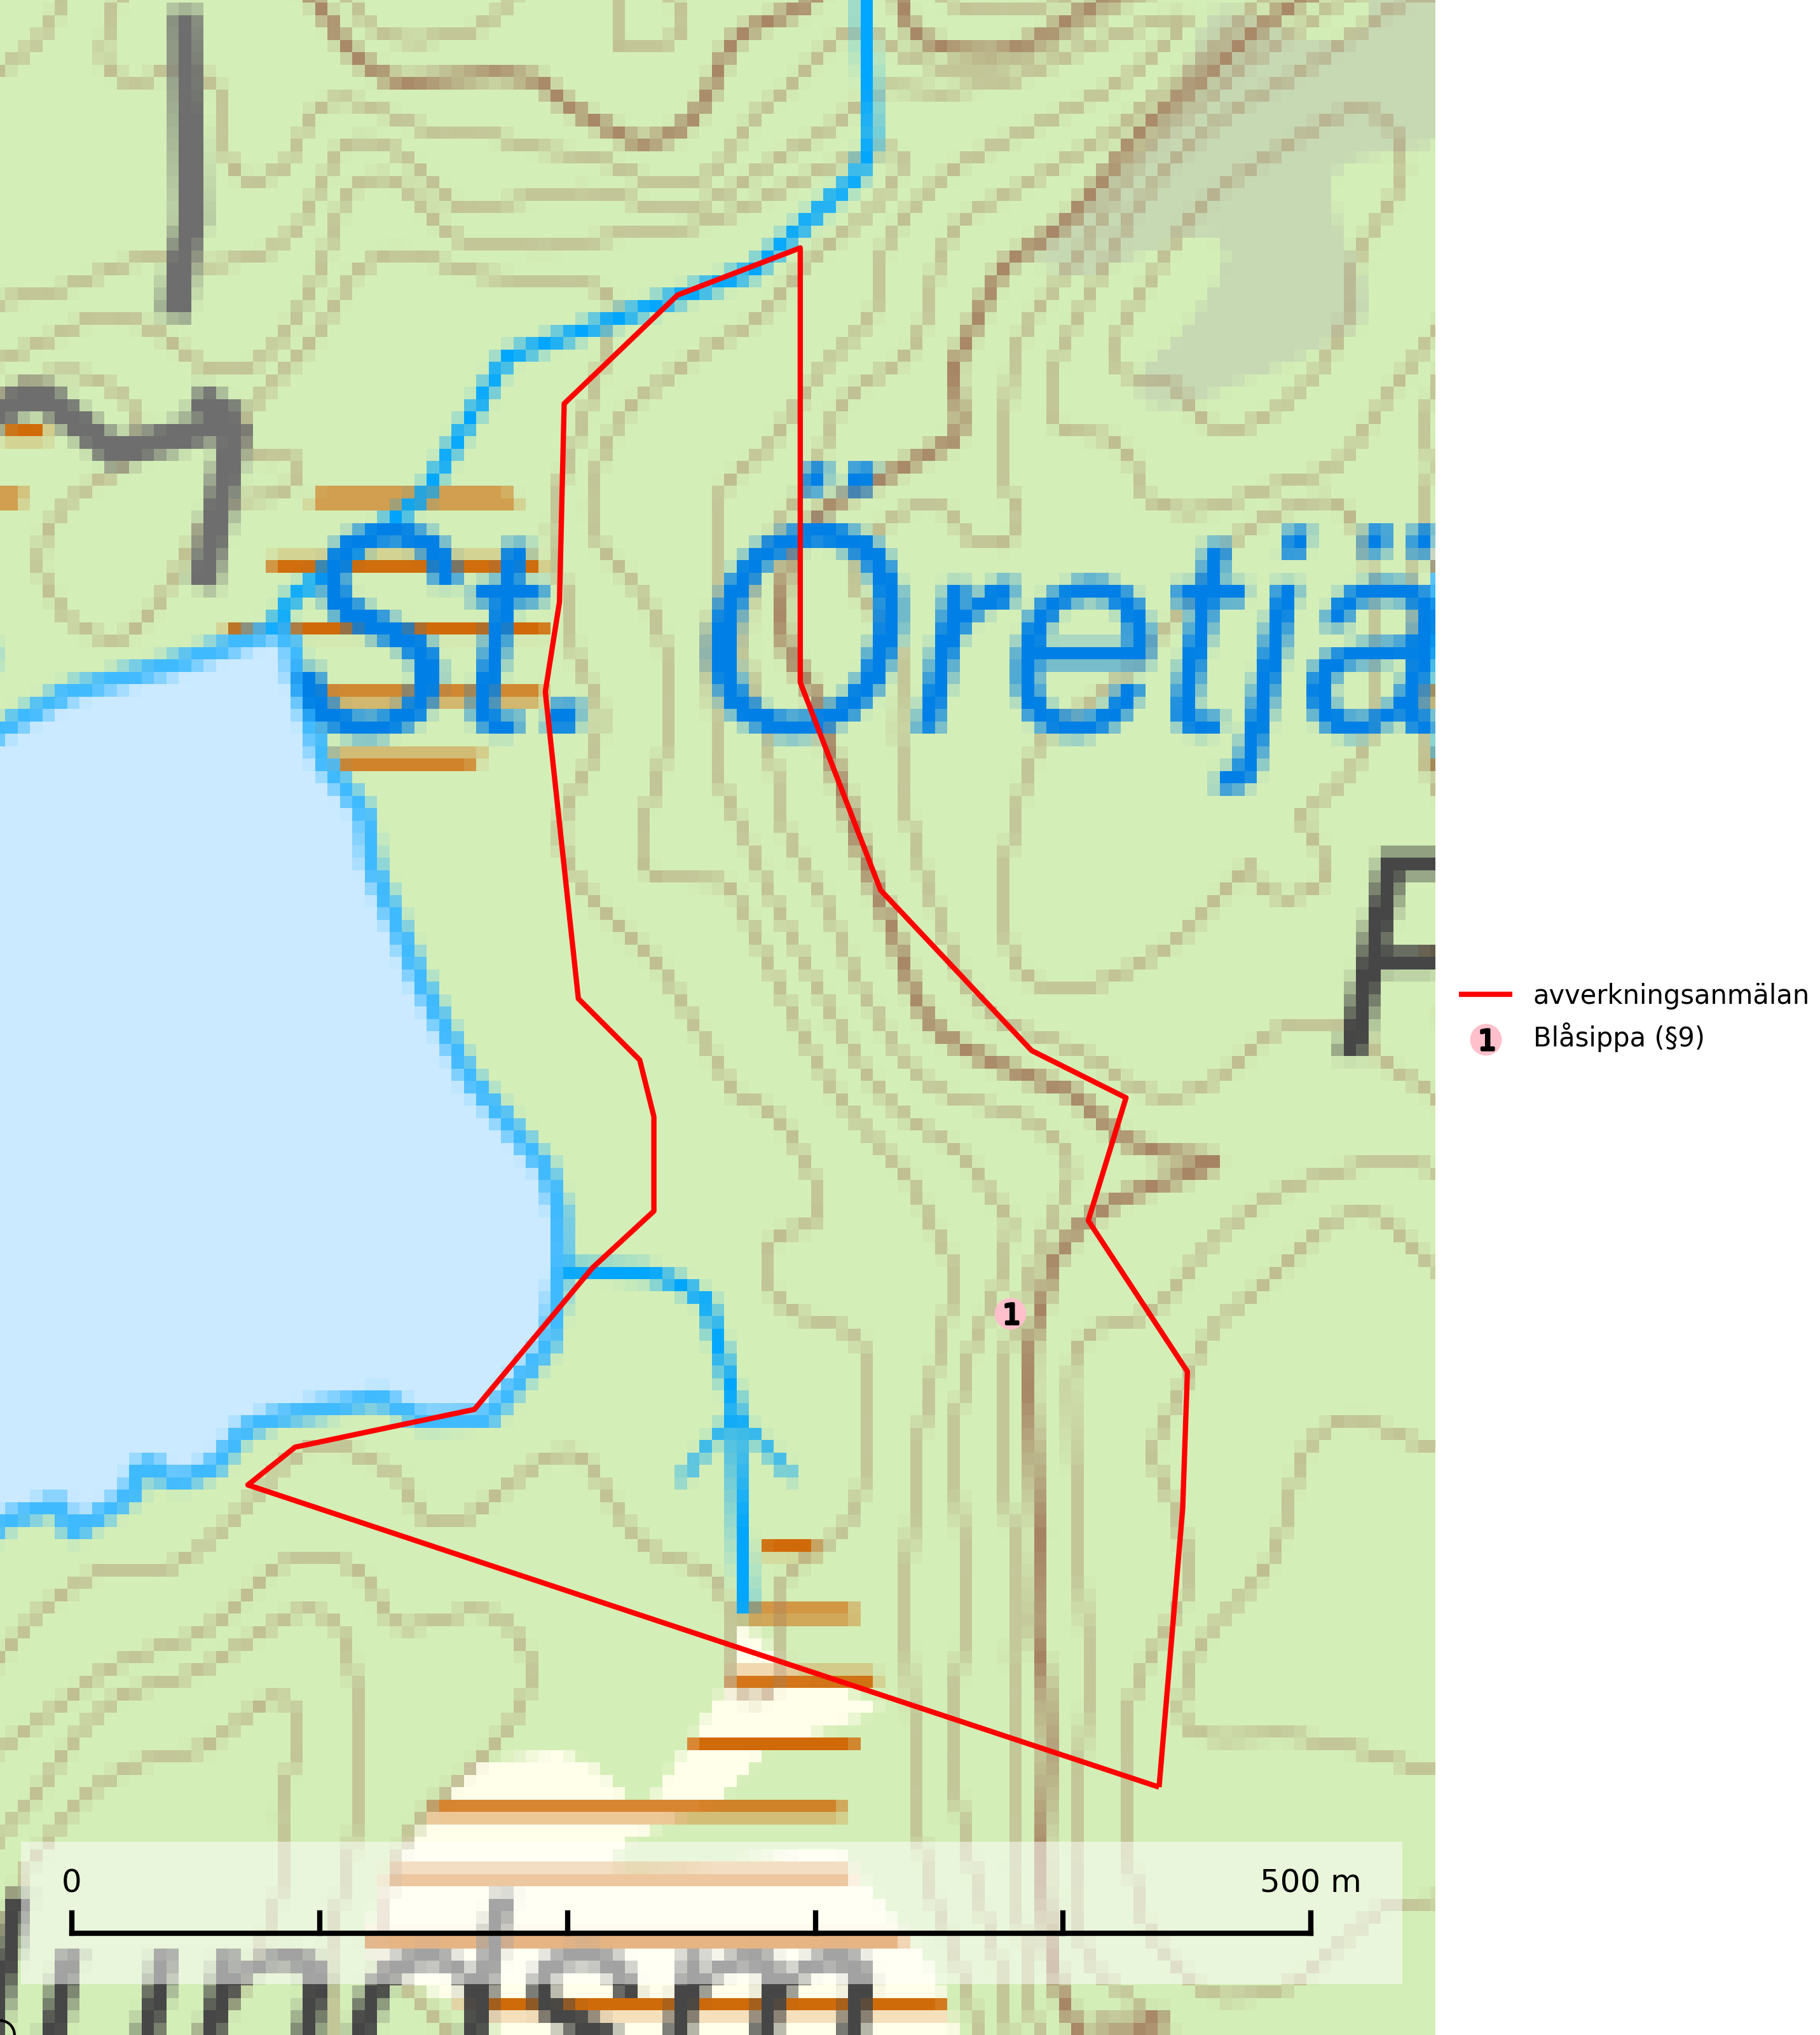 St. Öretjä
avverkningsanmälan
1 Blåsippa (§9)
1
0 500 m